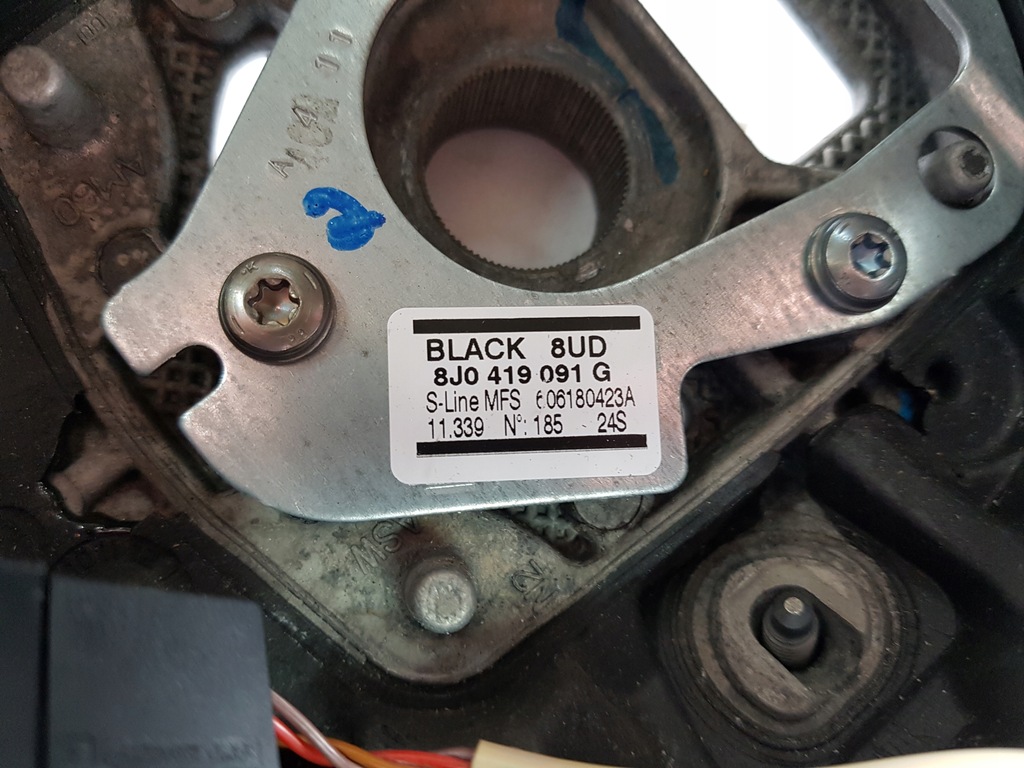 BLACK 8UD
8J0 419 091 G
S-Line MFS 606180423A
11.339 N°: 185 24S